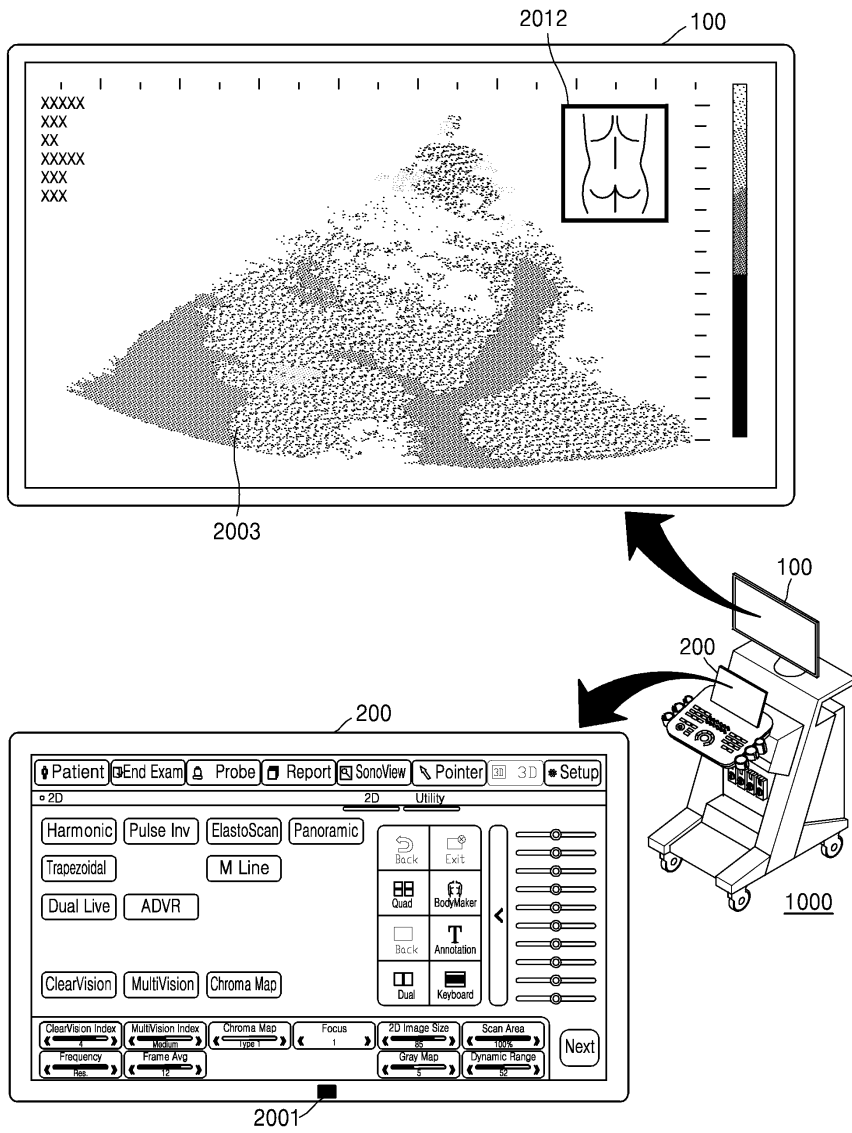 2012
100
XXXXX
XXX
XX
XXXXX
XXX
XXX
2003
100
200
200
1000
Patient End Exam Probe Report SonoView Pointer 3D 3D Setup
2D 2D Utility
Harmonic Pulse Inv ElastoScan Panoramic
Back Exit
Trapezoidal M Line
Quad BodyMaker
Dual Live ADVR
Back T Annotation
ClearVision MultiVision Chroma Map
Dual Keyboard
ClearVision Index MultiVision Index Chroma Map Focus 2D Image Size Scan Area
4 Medium Type 1 1 85 100%
Next
Frequency Frame Avg Gray Map Dynamic Range
Res. 12 5 52
2001